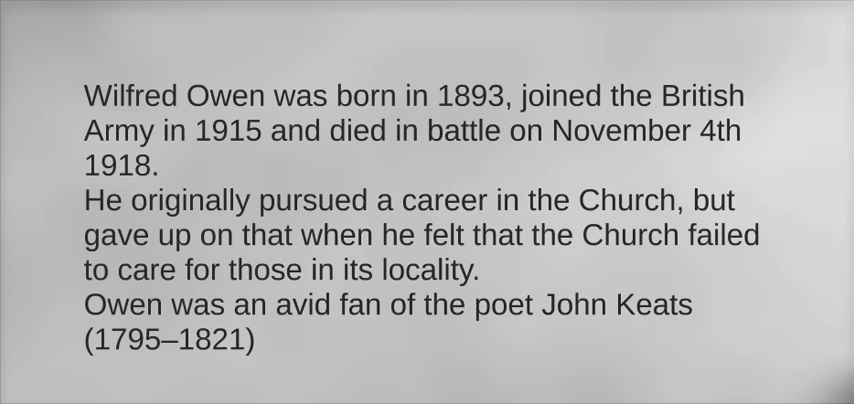 Wilfred Owen was born in 1893, joined the British
Army in 1915 and died in battle on November 4th
1918.
He originally pursued a career in the Church, but
gave up on that when he felt that the Church failed
to care for those in its locality.
Owen was an avid fan of the poet John Keats
(1795–1821)